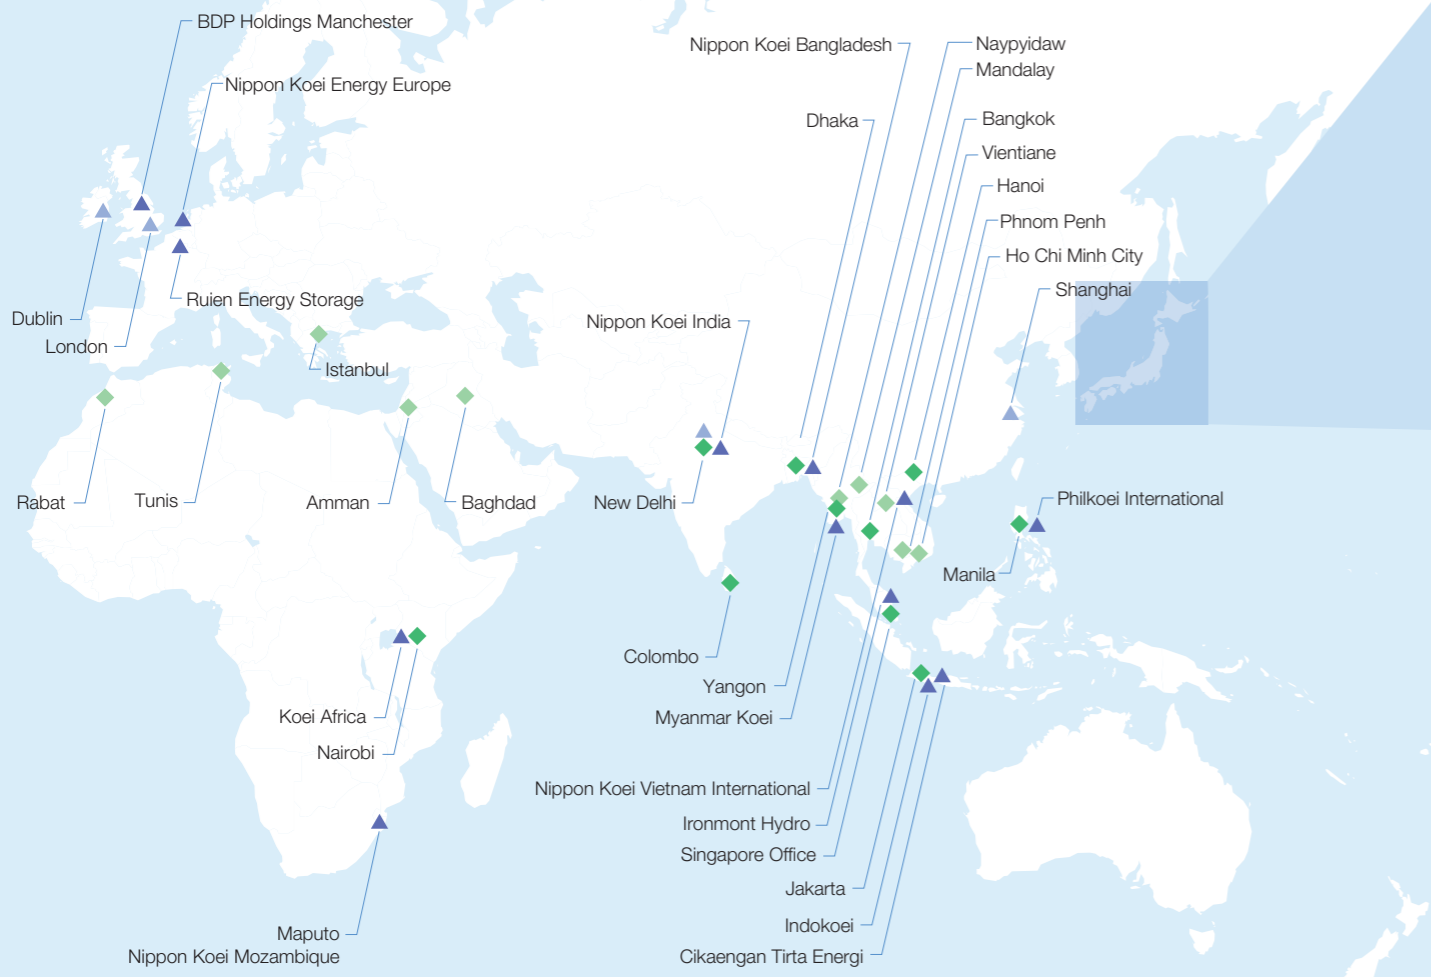 BDP Holdings Manchester
Nippon Koei Energy Europe
Ruien Energy Storage
Dublin
London
Istanbul
Rabat
Tunis
Amman
Baghdad
Koei Africa
Nairobi
Maputo
Nippon Koei Mozambique
Nippon Koei Bangladesh
Dhaka
Naypyidaw
Mandalay
Bangkok
Vientiane
Hanoi
Phnom Penh
Ho Chi Minh City
Shanghai
Nippon Koei India
New Delhi
Philkoei International
Manila
Colombo
Yangon
Myanmar Koei
Nippon Koei Vietnam International
Ironmont Hydro
Singapore Office
Jakarta
Indokoei
Cikaengan Tirta Energi